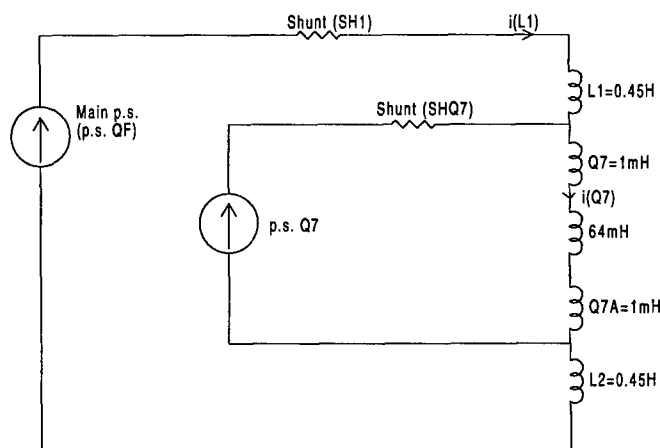 Shunt (SH1)
i(L1)
L1=0.45H
Main p.s.
(p.s. QF)
Shunt (SHQ7)
Q7=1mH
i(Q7)
p.s. Q7
64mH
Q7A=1mH
L2=0.45H